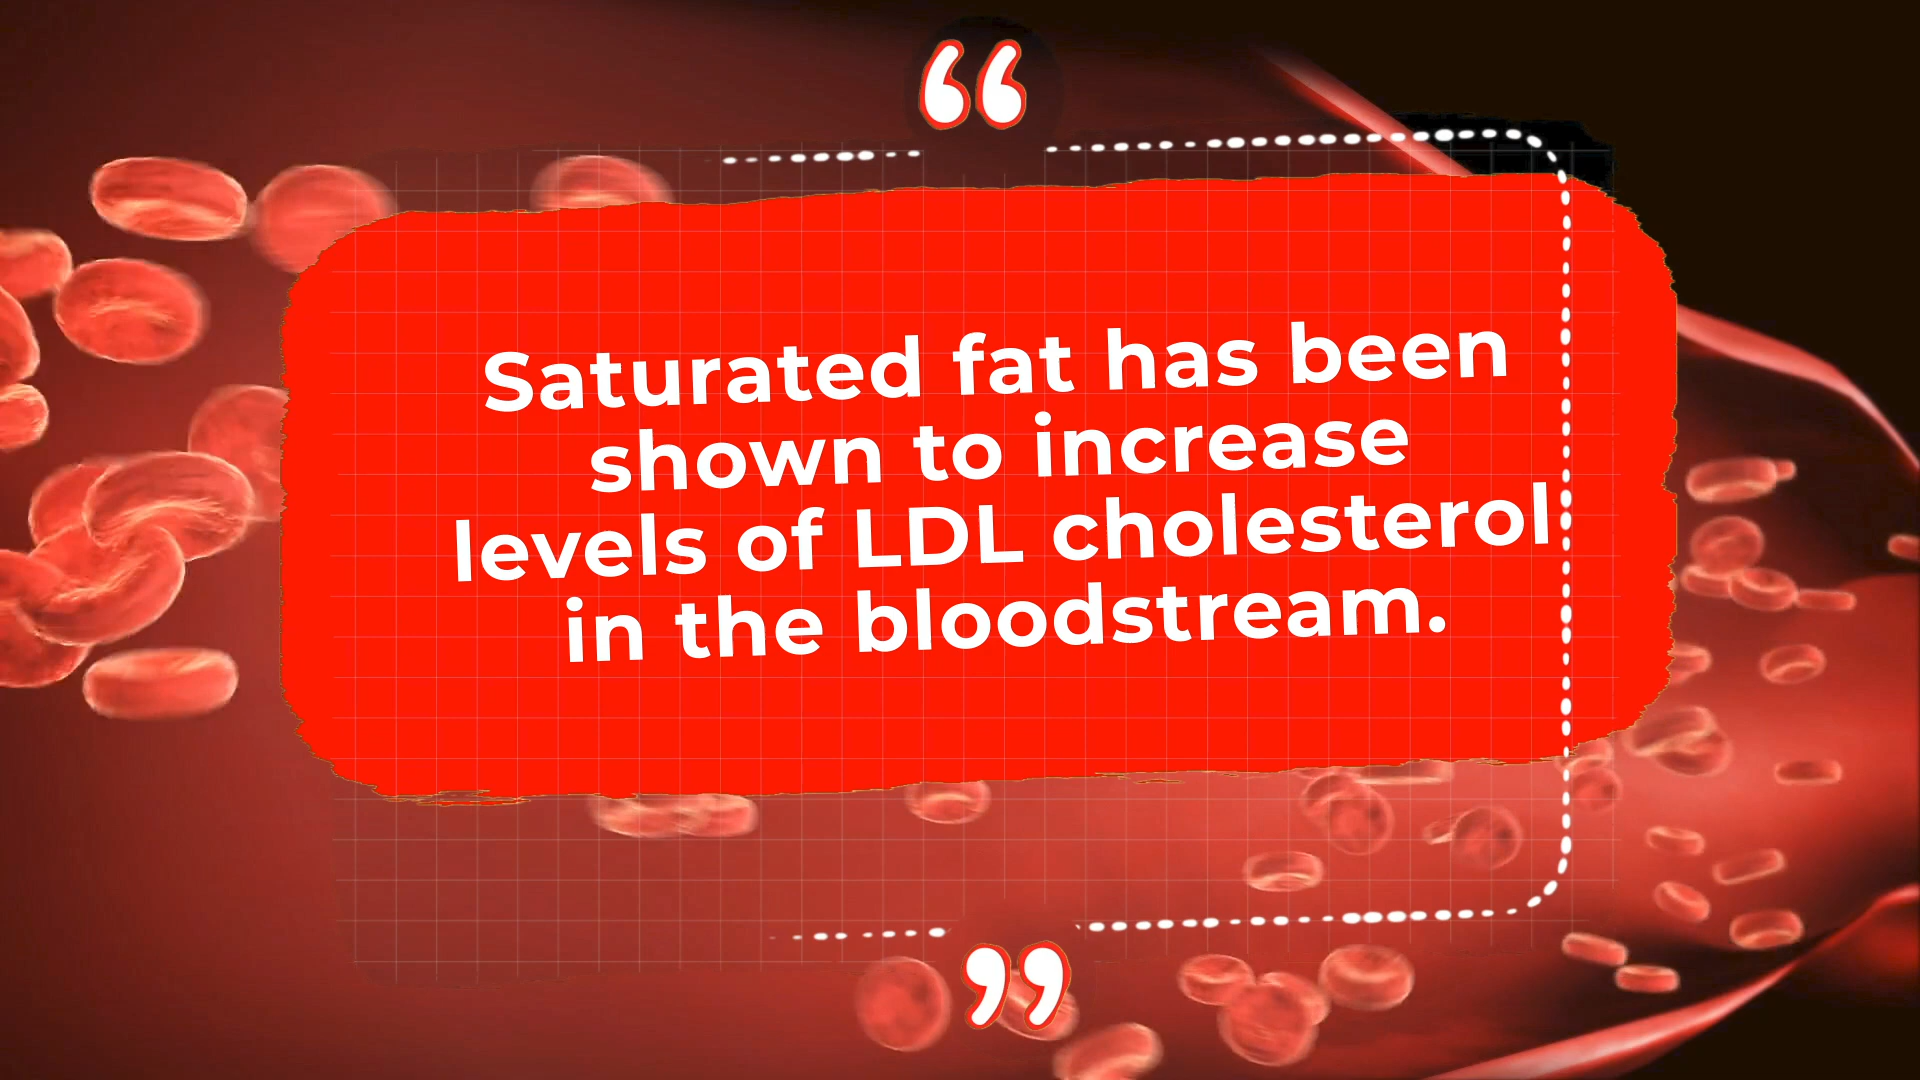 “
Saturated fat has been
shown to increase
levels of LDL cholesterol
in the bloodstream.
”